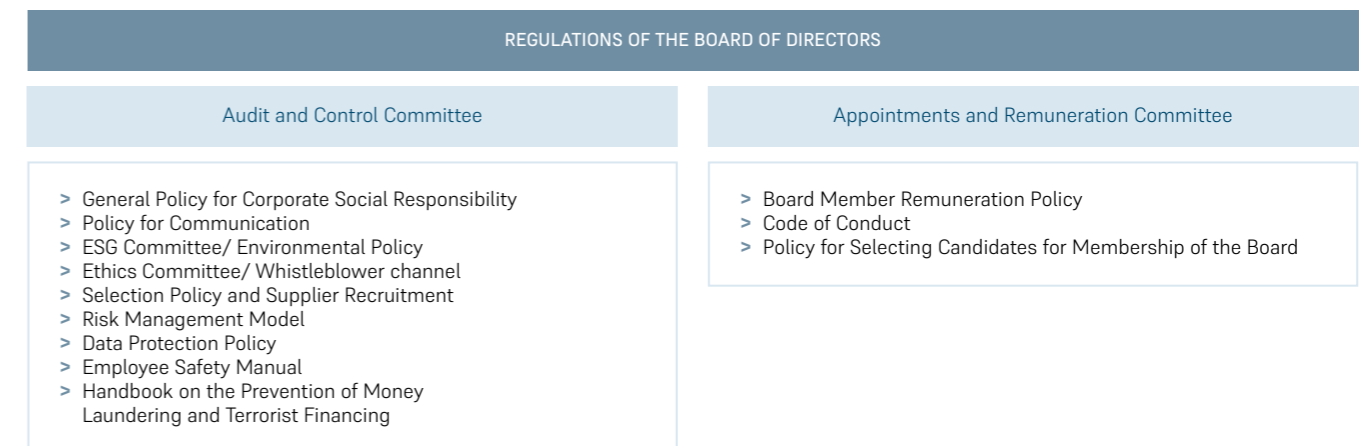 REGULATIONS OF THE BOARD OF DIRECTORS
Audit and Control Committee
> General Policy for Corporate Social Responsibility
> Policy for Communication
> ESG Committee/ Environmental Policy
> Ethics Committee/ Whistleblower channel
> Selection Policy and Supplier Recruitment
> Risk Management Model
> Data Protection Policy
> Employee Safety Manual
> Handbook on the Prevention of Money
Laundering and Terrorist Financing
Appointments and Remuneration Committee
> Board Member Remuneration Policy
> Code of Conduct
> Policy for Selecting Candidates for Membership of the Board